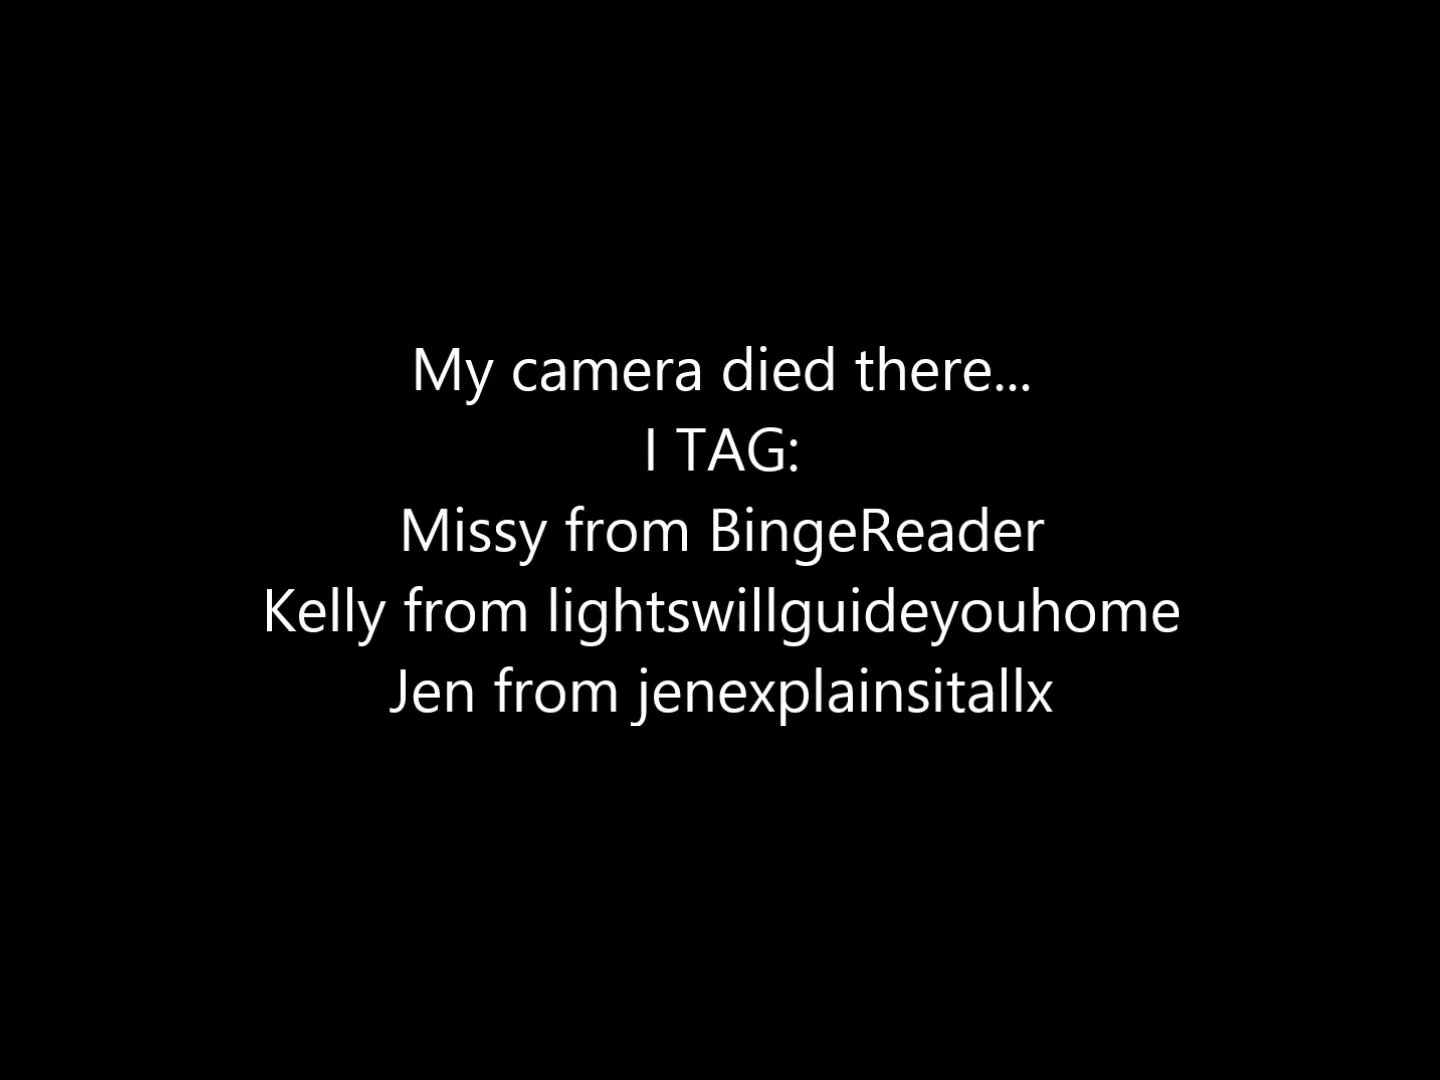 My camera died there...
I TAG:
Missy from BingeReader
Kelly from lightswillguideyouhome
Jen from jenexplainsitallx